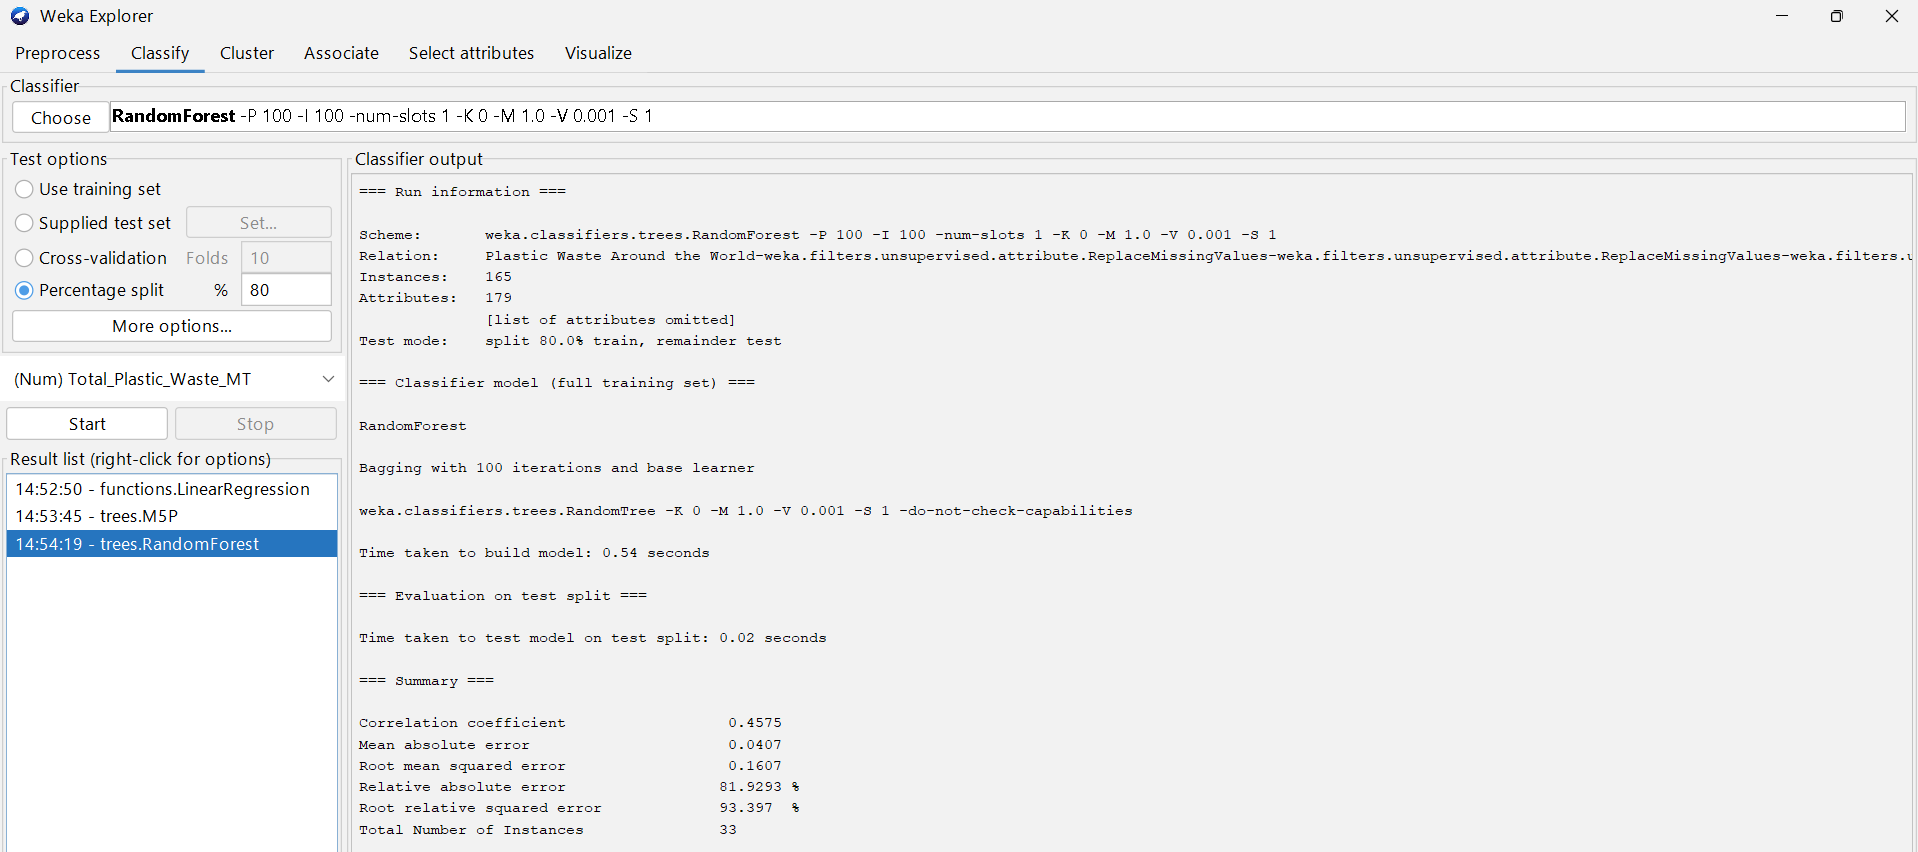 Weka Explorer
Preprocess Classify Cluster Associate Select attributes Visualize
Classifier
Choose RandomForest -P 100 -I 100 -num-slots 1 -K 0 -M 1.0 -V 0.001 -S 1
Test options
Use training set
Supplied test set Set...
Cross-validation Folds 10
Percentage split % 80
More options...
(Num) Total_Plastic_Waste_MT
Start Stop
Result list (right-click for options)
14:52:50 - functions.LinearRegression
14:53:45 - trees.M5P
14:54:19 - trees.RandomForest
Classifier output
=== Run information ===
Scheme: weka.classifiers.trees.RandomForest -P 100 -I 100 -num-slots 1 -K 0 -M 1.0 -V 0.001 -S 1
Relation: Plastic Waste Around the World-weka.filters.unsupervised.attribute.ReplaceMissingValues-weka.filters.unsupervised.attribute.ReplaceMissingValues-weka.filters.u
Instances: 165
Attributes: 179
[list of attributes omitted]
Test mode: split 80.0% train, remainder test
=== Classifier model (full training set) ===
RandomForest
Bagging with 100 iterations and base learner
weka.classifiers.trees.RandomTree -K 0 -M 1.0 -V 0.001 -S 1 -do-not-check-capabilities
Time taken to build model: 0.54 seconds
=== Evaluation on test split ===
Time taken to test model on test split: 0.02 seconds
=== Summary ===
Correlation coefficient 0.4575
Mean absolute error 0.0407
Root mean squared error 0.1607
Relative absolute error 81.9293 %
Root relative squared error 93.397 %
Total Number of Instances 33